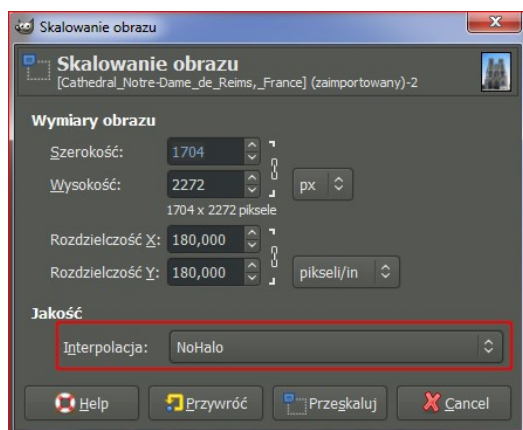 Skalowanie obrazu
Skalowanie obrazu
[Cathedral_Notre-Dame_de_Reims,_France] (zaimportowany)-2
Wymiary obrazu
Szerokość: 1704
Wysokość: 2272 px
1704 x 2272 piksele
Rozdzielczość X: 180,000
Rozdzielczość Y: 180,000 pikseli/in
Jakość
Interpolacja: NoHalo
Help Przywróć Przeskaluj Cancel